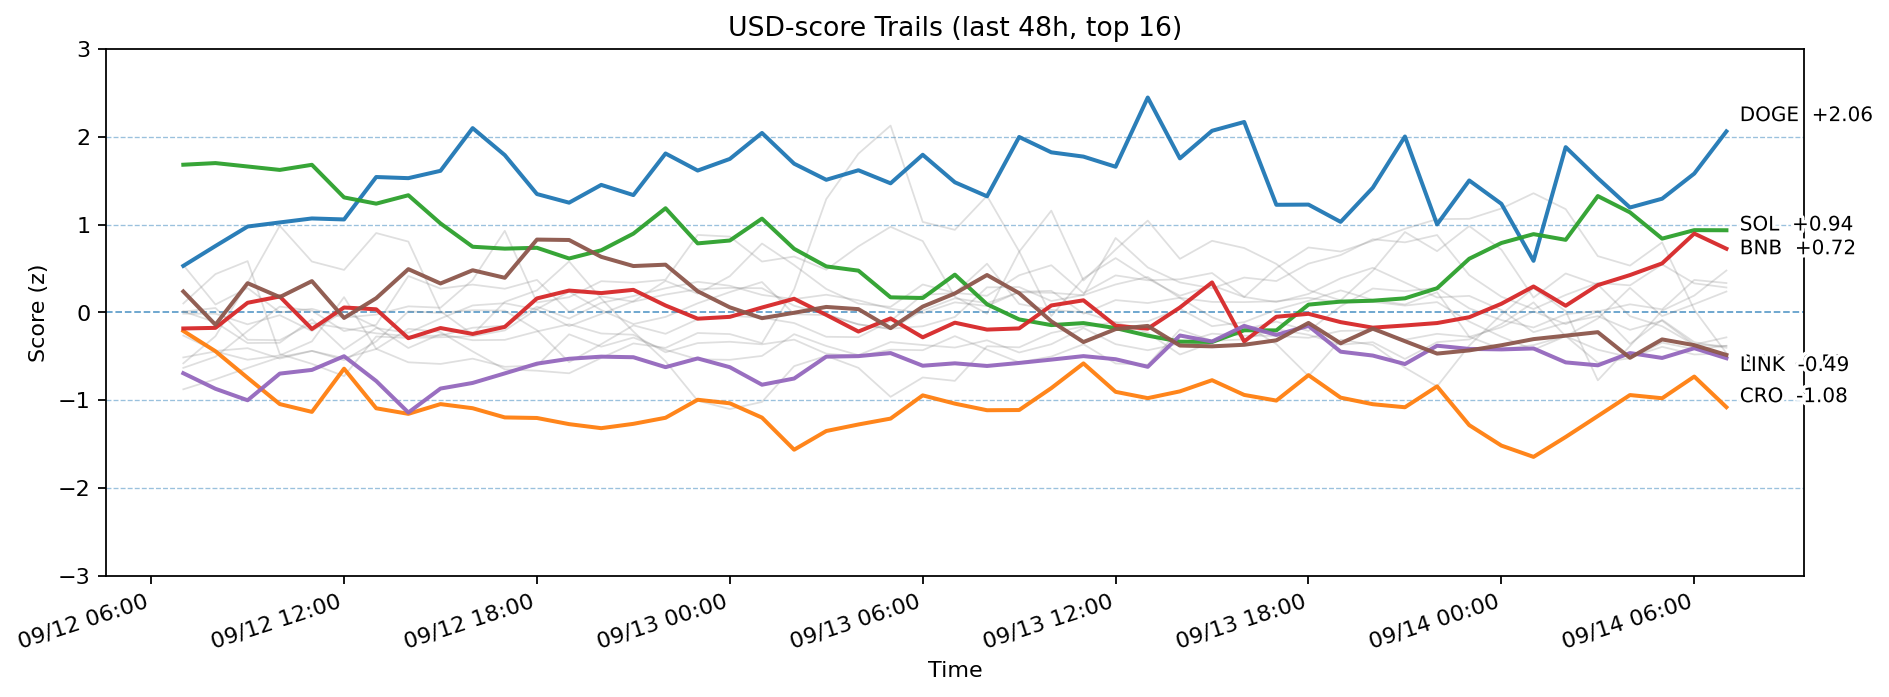 USD-score Trails (last 48h, top 16)
Score (z)
3
2
1
0
−1
−2
−3
DOGE +2.06
SOL +0.94
BNB +0.72
LINK -0.49
CRO -1.08
09/12 06:00
09/12 12:00
09/12 18:00
09/13 00:00
09/13 06:00
09/13 12:00
09/13 18:00
09/14 00:00
09/14 06:00
Time